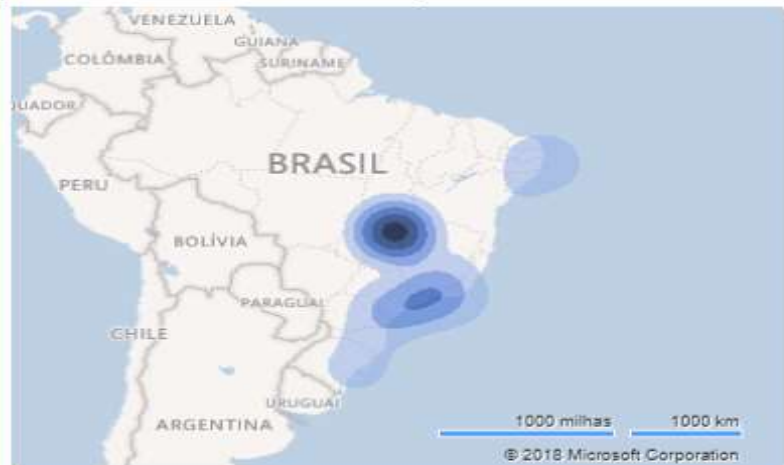 VENEZUELA
GUIANA
COLÔMBIA
SURINAME
UADOR
BRASIL
PERU
BOLÍVIA
PARAGUAI
CHILE
URUGUAI
ARGENTINA
1000 milhas 1000 km
© 2018 Microsoft Corporation